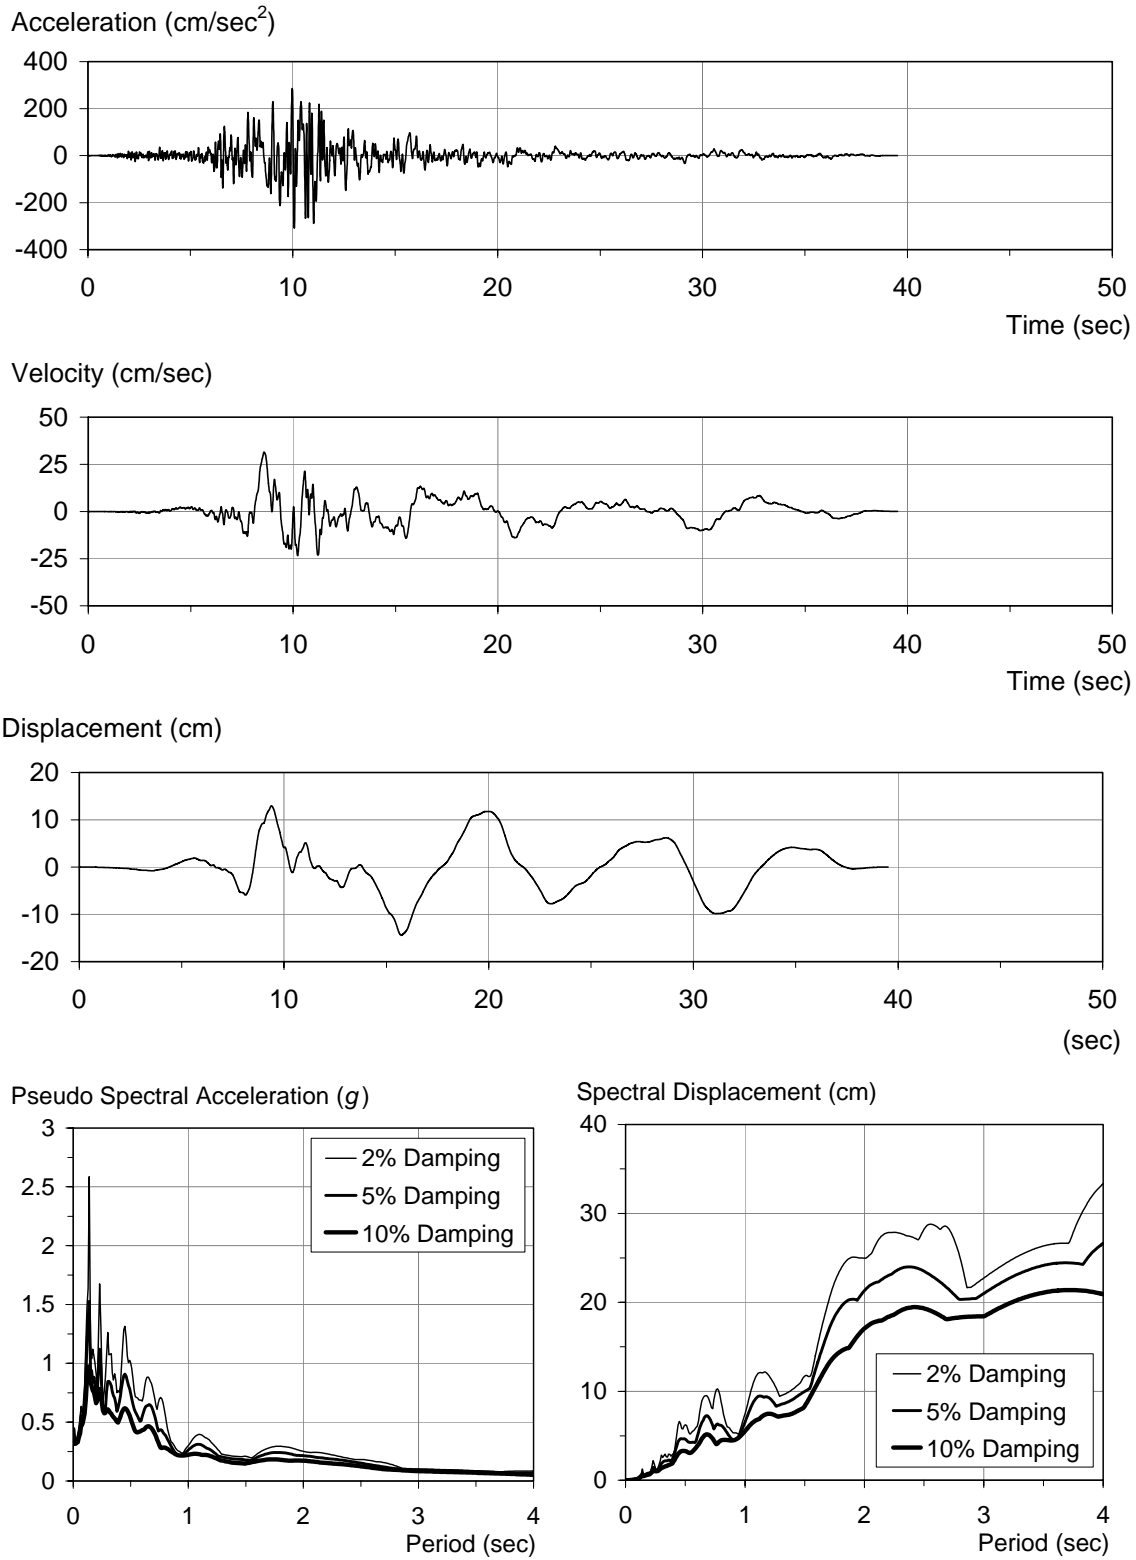 Acceleration (cm/sec2)
400
200
0
-200
-400
0 10 20 30 40 50
Time (sec)
Velocity (cm/sec)
50
25
0
-25
-50
0 10 20 30 40 50
Time (sec)
Displacement (cm)
20
10
0
-10
-20
0 10 20 30 40 50
(sec)
Pseudo Spectral Acceleration (g)
3
2.5
2
1.5
1
0.5
0
0 1 2 3 4
Period (sec)
2% Damping
5% Damping
10% Damping
Spectral Displacement (cm)
40
30
20
10
0
0 1 2 3 4
Period (sec)
2% Damping
5% Damping
10% Damping